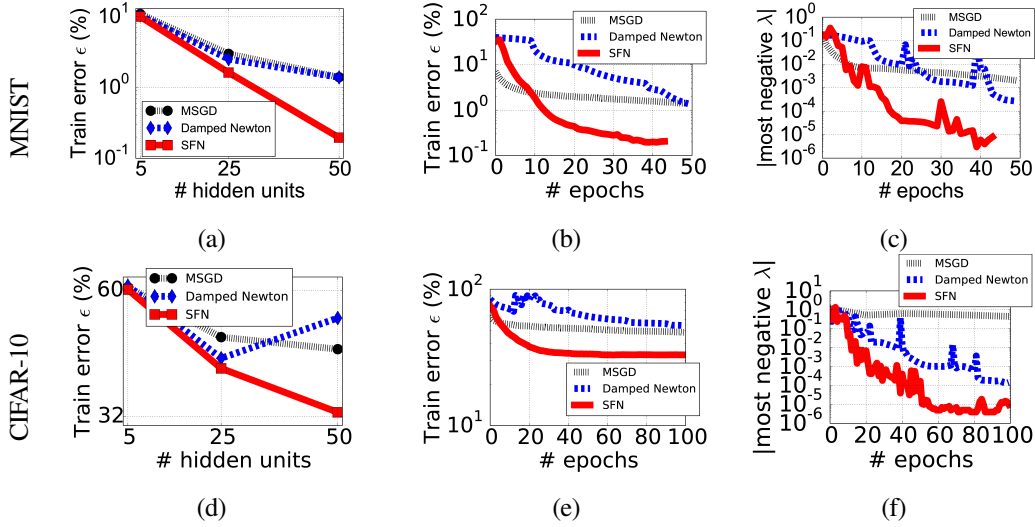 MNIST
Train error ϵ (%)
10^1
10^0
10^-1
5
25
50
# hidden units
MSGD
Damped Newton
SFN
(a)
Train error ϵ (%)
10^2
10^1
10^0
10^-1
0
10
20
30
40
50
# epochs
MSGD
Damped Newton
SFN
(b)
|most negative λ|
10^0
10^-1
10^-2
10^-3
10^-4
10^-5
10^-6
0
10
20
30
40
50
# epochs
MSGD
Damped Newton
SFN
(c)
CIFAR-10
Train error ϵ (%)
60
32
5
25
50
# hidden units
MSGD
Damped Newton
SFN
(d)
Train error ϵ (%)
10^2
10^1
0
20
40
60
80
100
# epochs
MSGD
Damped Newton
SFN
(e)
|most negative λ|
10^1
10^0
10^-1
10^-2
10^-3
10^-4
10^-5
10^-6
0
20
40
60
80
100
# epochs
MSGD
Damped Newton
SFN
(f)